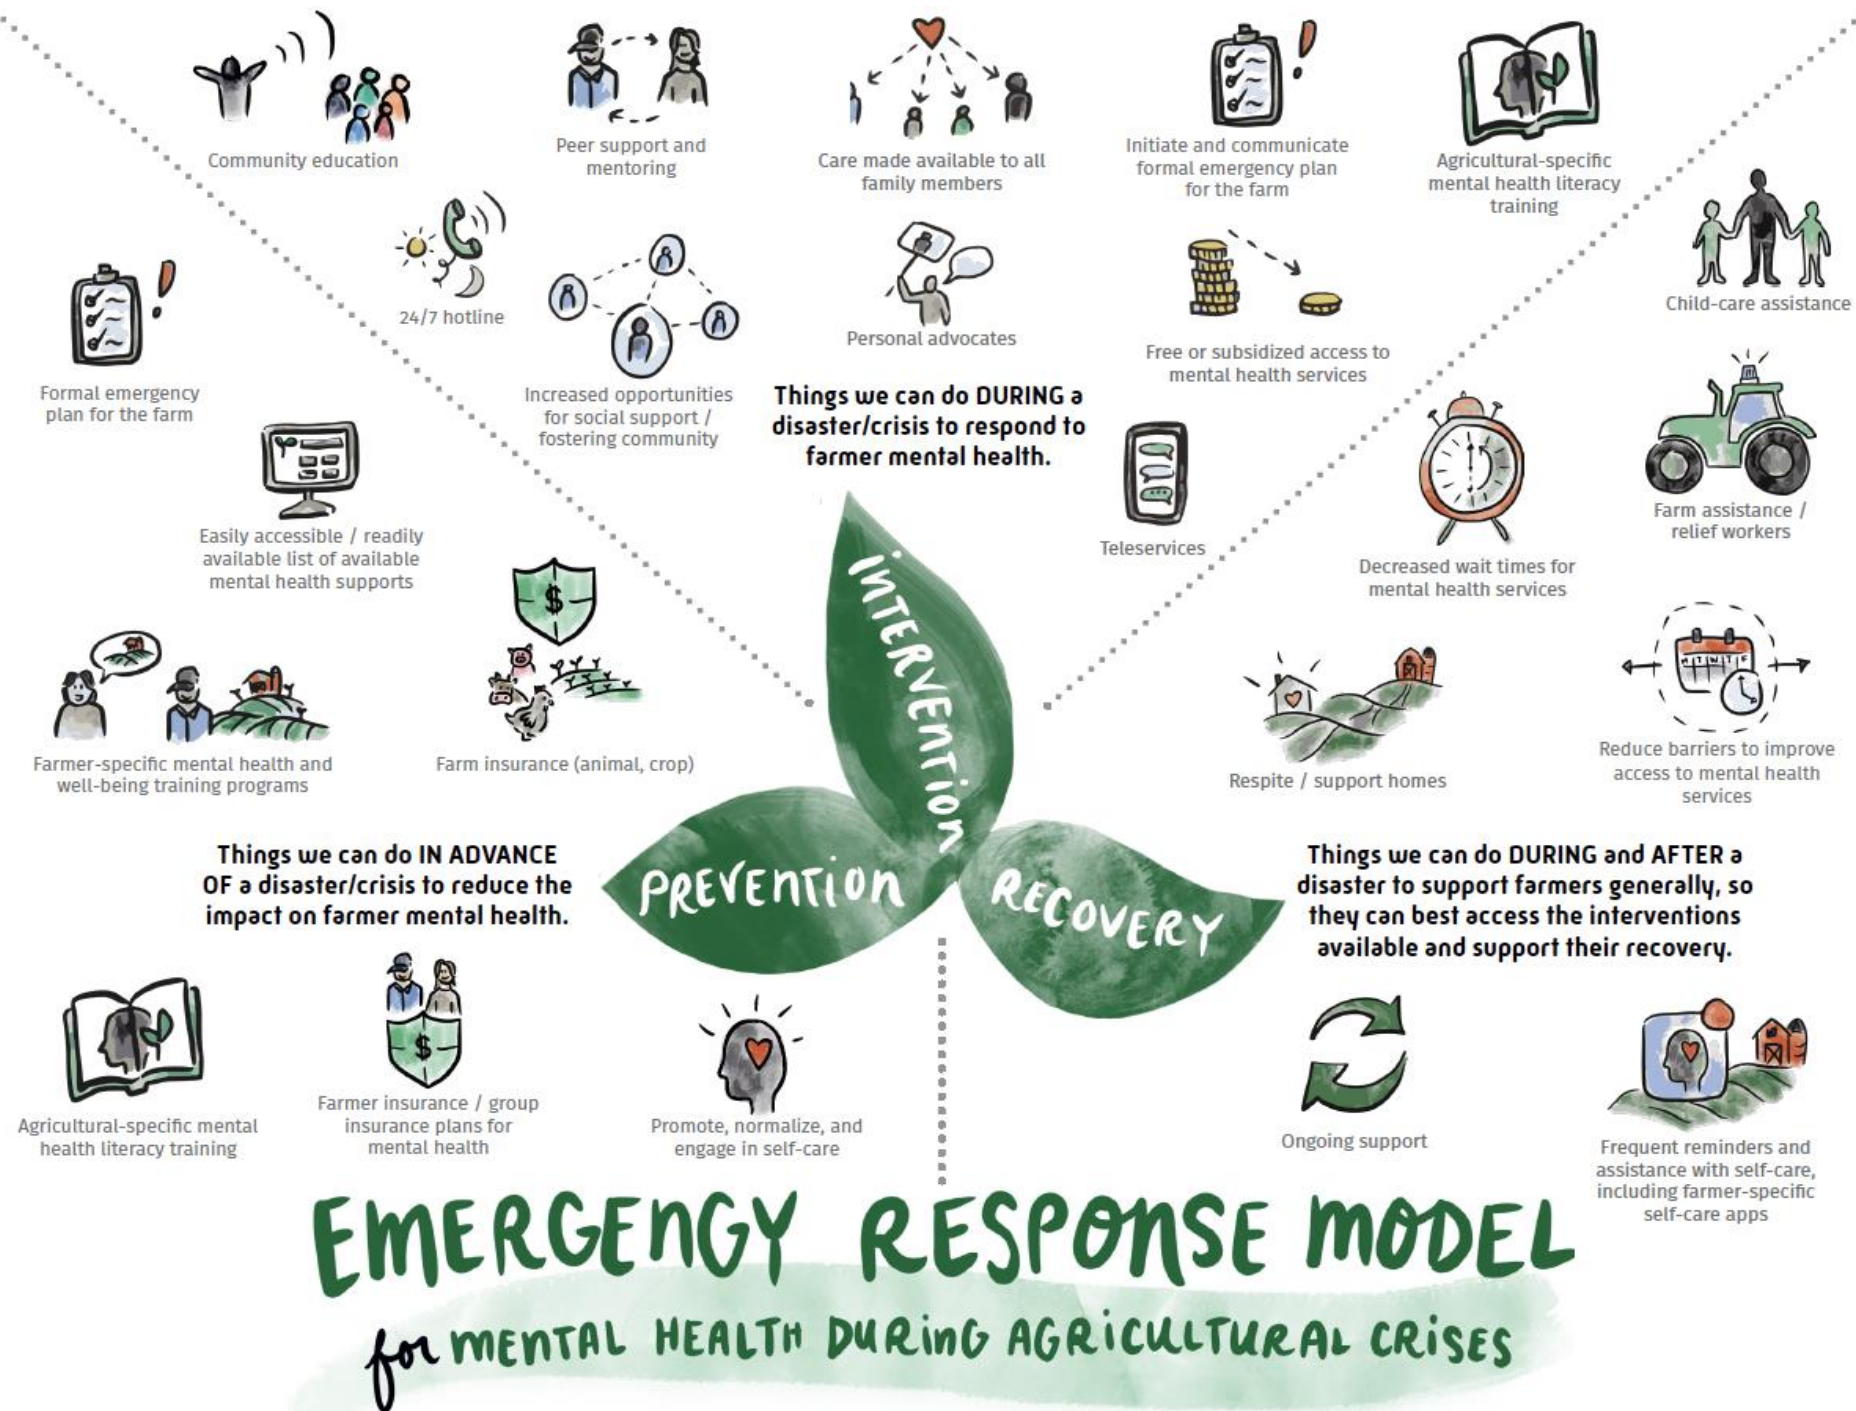 Community education
Peer support and
mentoring
Care made available to all
family members
Initiate and communicate
formal emergency plan
for the farm
Agricultural-specific
mental health literacy
training
24/7 hotline
Increased opportunities
for social support /
fostering community
Personal advocates
Free or subsidized access to
mental health services
Things we can do DURING a
disaster/crisis to respond to
farmer mental health.
Teleservices
INTERVENTION
Formal emergency
plan for the farm
Easily accessible / readily
available list of available
mental health supports
$
Farmer-specific mental health and
well-being training programs
Farm insurance (animal, crop)
Things we can do IN ADVANCE
OF a disaster/crisis to reduce the
impact on farmer mental health.
PREVENTION
Agricultural-specific mental
health literacy training
$
Farmer insurance / group
insurance plans for
mental health
Promote, normalize, and
engage in self-care
Child-care assistance
Decreased wait times for
mental health services
Farm assistance /
relief workers
Respite / support homes
M T W T F
Reduce barriers to improve
access to mental health
services
RECOVERY
Things we can do DURING and AFTER a
disaster to support farmers generally, so
they can best access the interventions
available and support their recovery.
Ongoing support
Frequent reminders and
assistance with self-care,
including farmer-specific
self-care apps
EMERGENCY RESPONSE MODEL
for MENTAL HEALTH DURING AGRICULTURAL CRISES